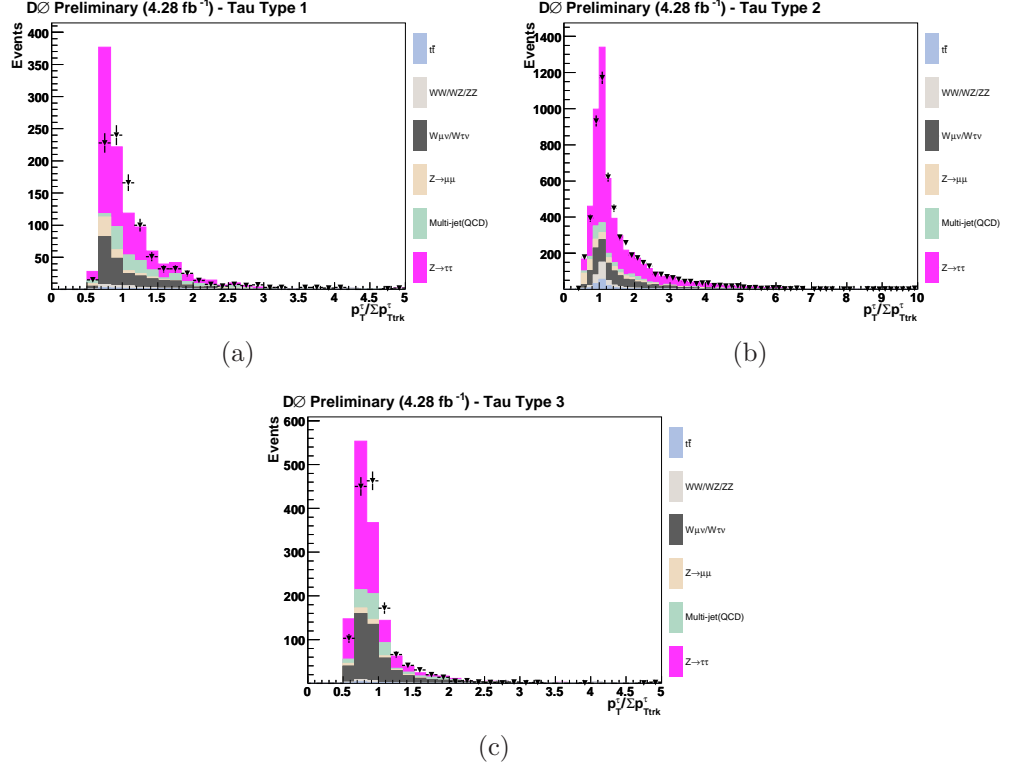 DØ Preliminary (4.28 fb⁻¹) - Tau Type 1
Events
400
350
300
250
200
150
100
50
0 0.5 1 1.5 2 2.5 3 3.5 4 4.5 5
p_T^τ/Σp_Ttrk^τ
tt̄
WW/WZ/ZZ
Wμν/Wτν
Z→μμ
Multi-jet(QCD)
Z→ττ
(a)
DØ Preliminary (4.28 fb⁻¹) - Tau Type 2
Events
1400
1200
1000
800
600
400
200
0 2 4 6 8 10
p_T^τ/Σp_Ttrk^τ
tt̄
WW/WZ/ZZ
Wμν/Wτν
Z→μμ
Multi-jet(QCD)
Z→ττ
(b)
DØ Preliminary (4.28 fb⁻¹) - Tau Type 3
Events
600
500
400
300
200
100
0 0.5 1 1.5 2 2.5 3 3.5 4 4.5 5
p_T^τ/Σp_Ttrk^τ
tt̄
WW/WZ/ZZ
Wμν/Wτν
Z→μμ
Multi-jet(QCD)
Z→ττ
(c)